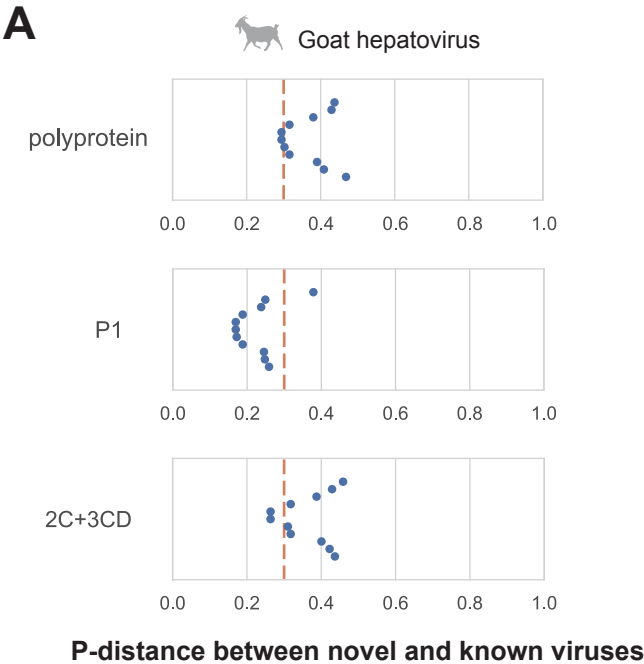 A
Goat hepatovirus
polyprotein
0.0 0.2 0.4 0.6 0.8 1.0
P1
0.0 0.2 0.4 0.6 0.8 1.0
2C+3CD
0.0 0.2 0.4 0.6 0.8 1.0
P-distance between novel and known viruses